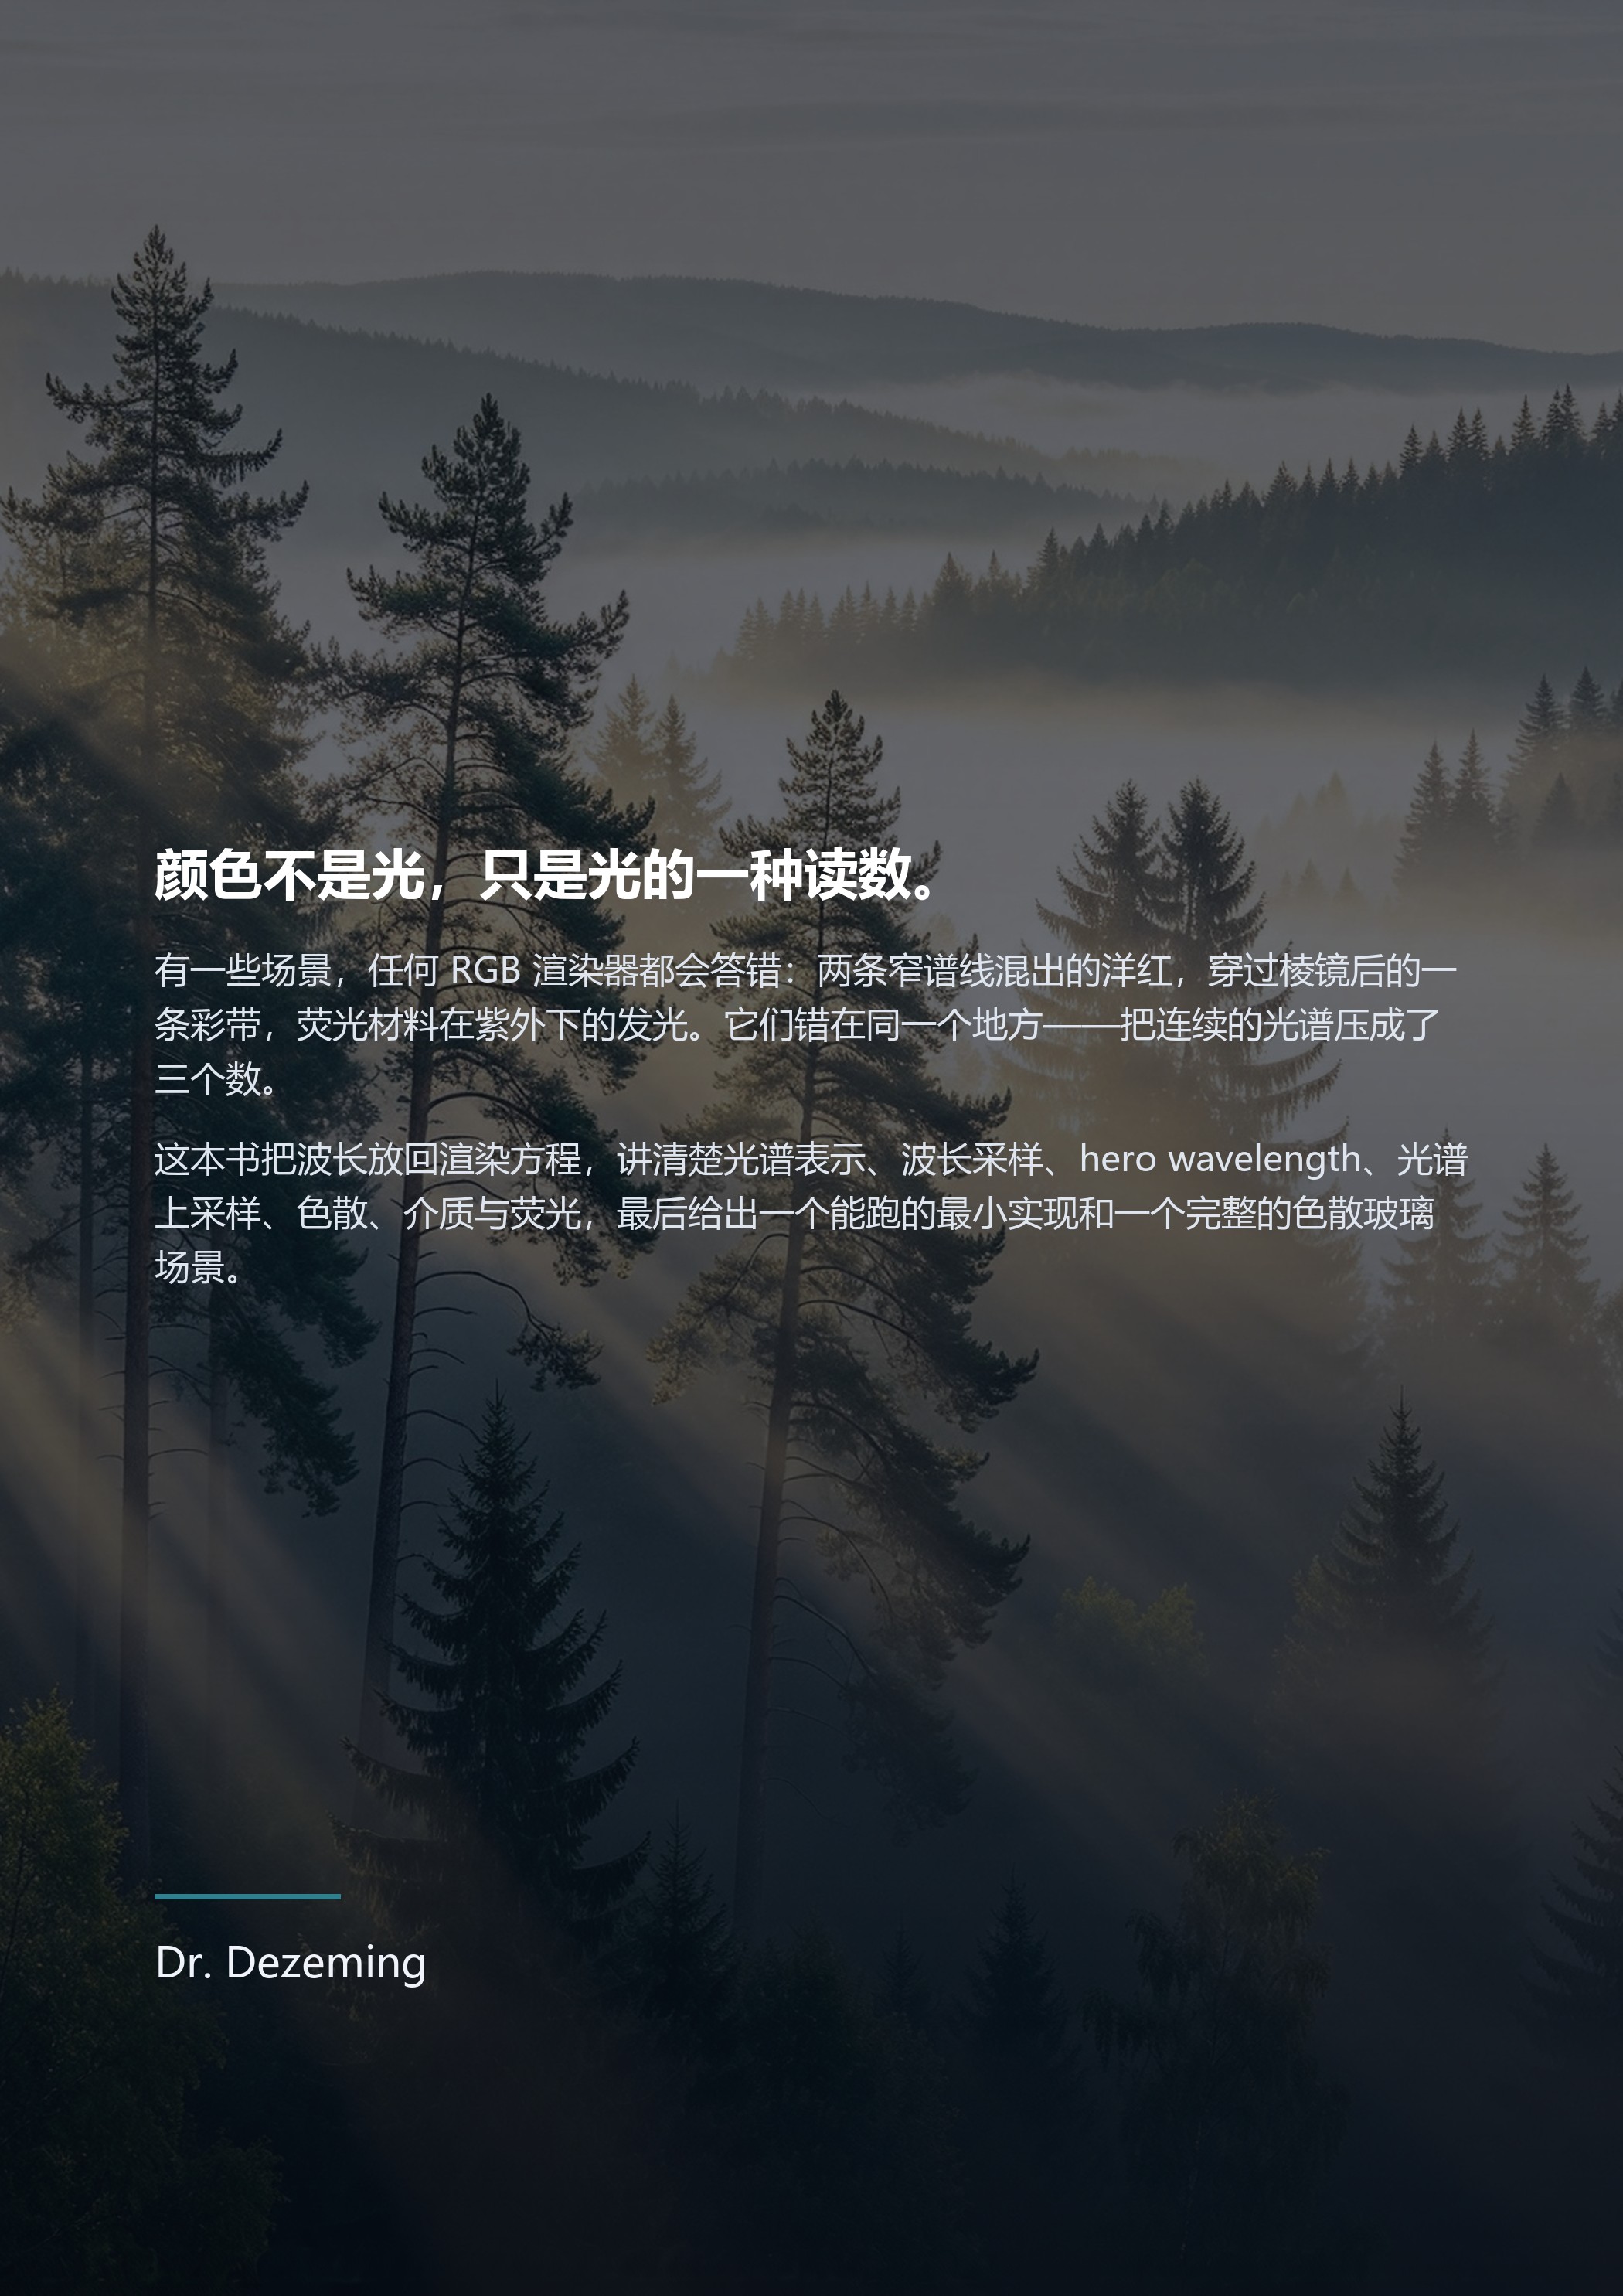 颜色不是光，只是光的一种读数。
有一些场景，任何 RGB 渲染器都会答错：两条窄谱线混出的洋红，穿过棱镜后的一
条彩带，荧光材料在紫外下的发光。它们错在同一个地方——把连续的光谱压成了
三个数。
这本书把波长放回渲染方程，讲清楚光谱表示、波长采样、hero wavelength、光谱
上采样、色散、介质与荧光，最后给出一个能跑的最小实现和一个完整的色散玻璃
场景。
Dr. Dezeming